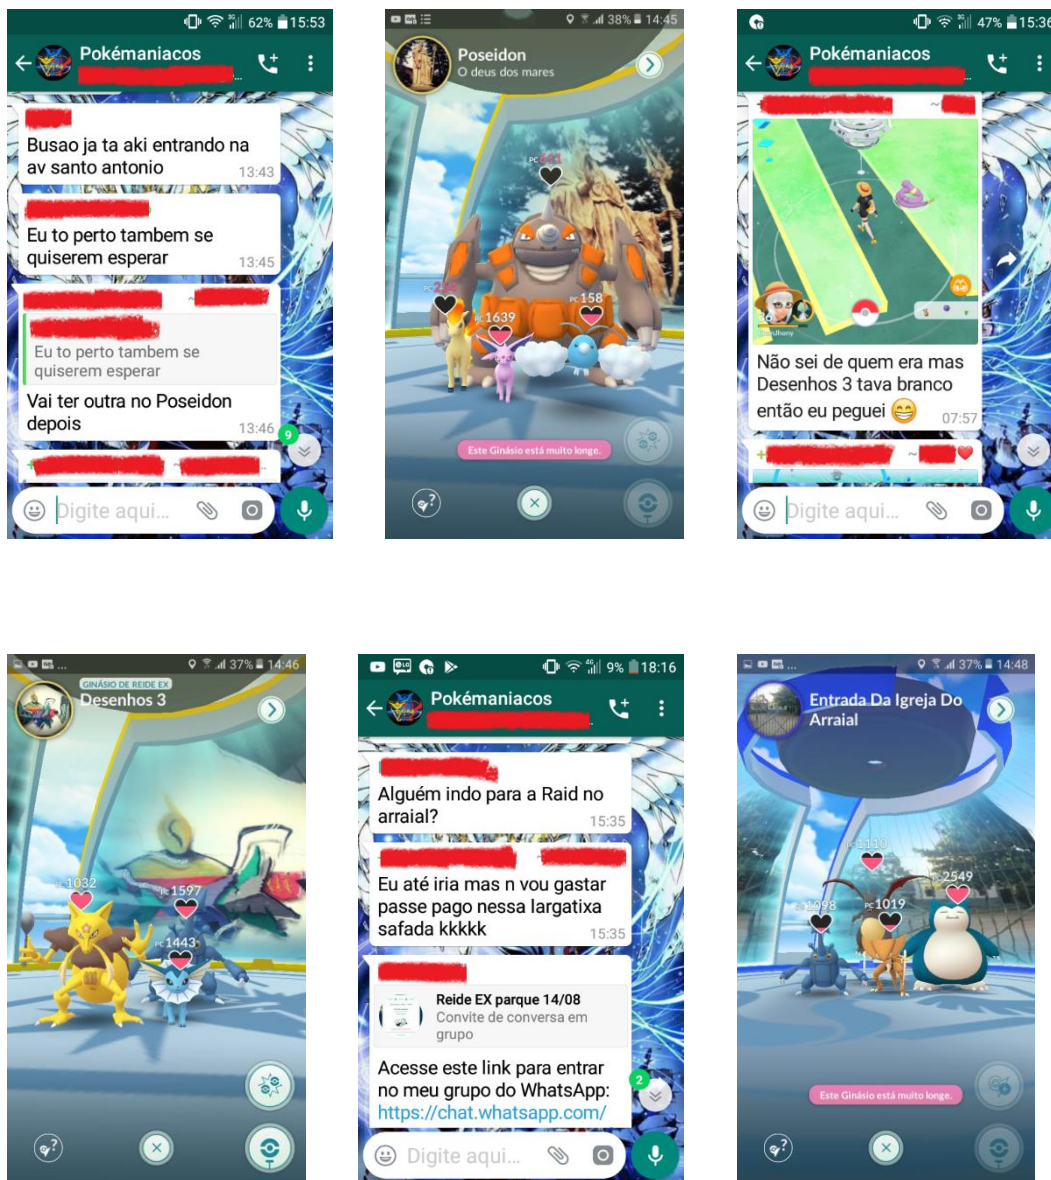 62% 15:53
Pokémaniacos
Busao ja ta aki entrando na
av santo antonio
13:43
Eu to perto tambem se
quiserem esperar
13:45
Eu to perto tambem se
quiserem esperar
Vai ter outra no Poseidon
depois
13:46
9
Digite aqui...
38% 14:45
Poseidon
O deus dos mares
PC
PC1639
PC158
Este Ginásio está muito longe.
47% 15:36
Pokémaniacos
36
Não sei de quem era mas
Desenhos 3 tava branco
então eu peguei
07:57
Digite aqui...
37% 14:46
GINÁSIO DE REIDE EX
Desenhos 3
1032
PC1597
PC1443
9% 18:16
Pokémaniacos
Alguém indo para a Raid no
arraial?
15:35
Eu até iria mas n vou gastar
passe pago nessa largatixa
safada kkkkk
15:35
Reide EX parque 14/08
Convite de conversa em
grupo
Acesse este link para entrar
no meu grupo do WhatsApp:
https://chat.whatsapp.com/
2
Digite aqui...
37% 14:48
Entrada Da Igreja Do
Arraial
1110
2549
1098
PC1019
Este Ginásio está muito longe.